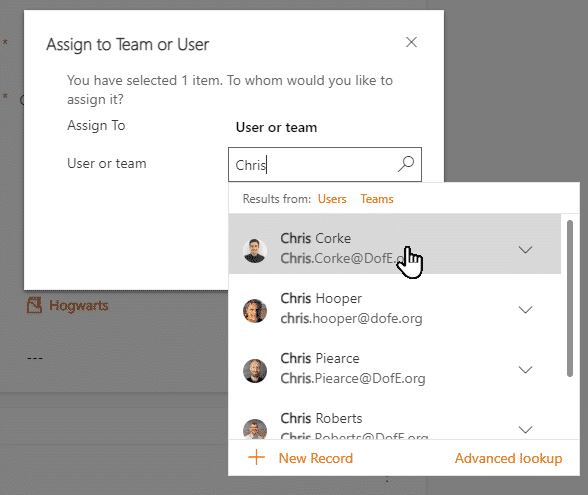 Assign to Team or User
You have selected 1 item. To whom would you like to
assign it?
Assign To
User or team
User or team
Chris
Results from: Users Teams
Chris Corke
Chris.Corke@DofE.o
Chris Hooper
chris.hooper@dofe.org
Chris Piearce
Chris.Piearce@DofE.org
Chris Roberts
Chris.Roberts@DofE.org
Hogwarts
---
+ New Record
Advanced lookup